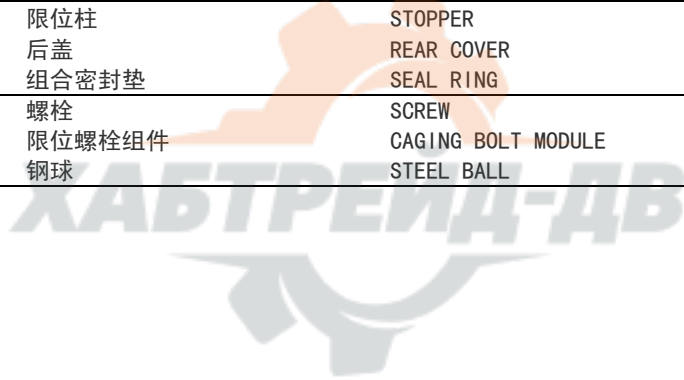 限位柱 STOPPER
后盖 REAR COVER
组合密封垫 SEAL RING
螺栓 SCREW
限位螺栓组件 CAGING BOLT MODULE
钢球 STEEL BALL
ХАБТРЕЙД-ДВ